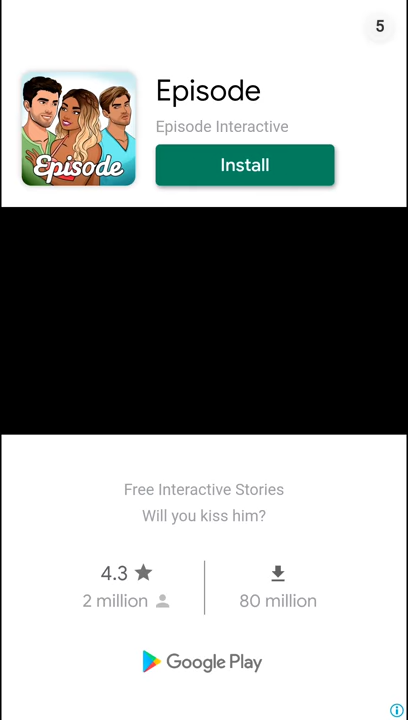 5
Episode
Episode
Episode Interactive
Install
Free Interactive Stories
Will you kiss him?
4.3
2 million
80 million
Google Play